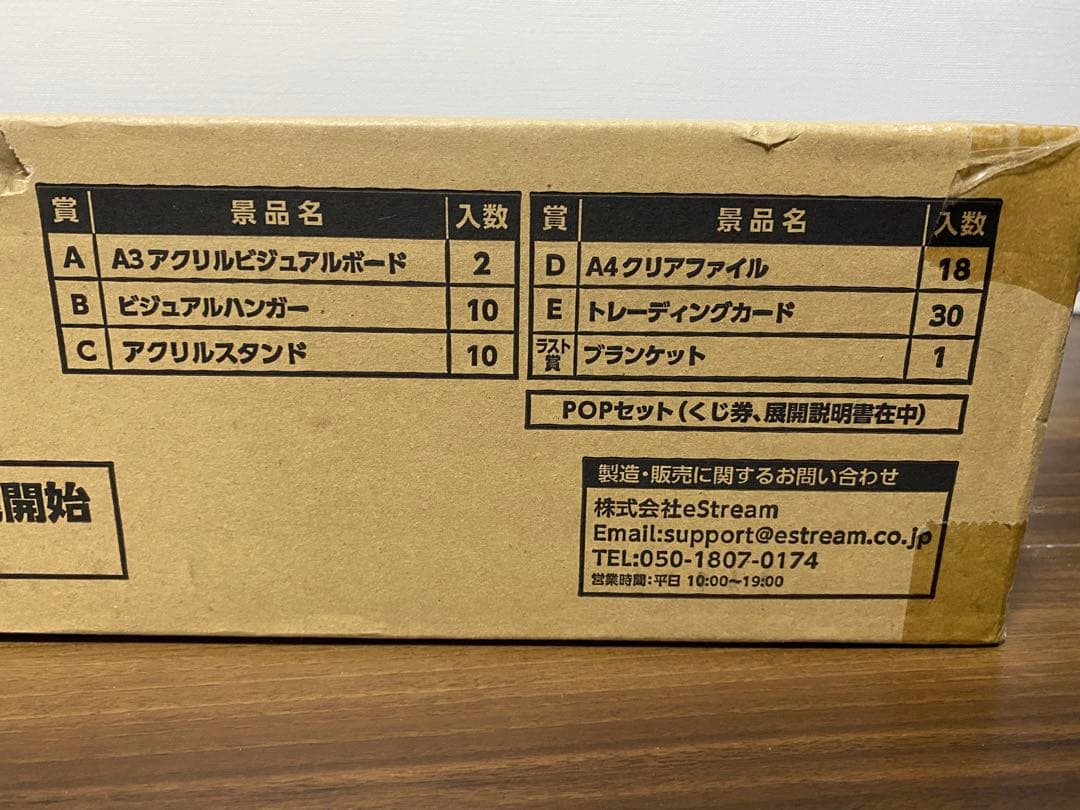 賞 景品名 入数
A A3アクリルビジュアルボード 2
B ビジュアルハンガー 10
C アクリルスタンド 10
賞 景品名 入数
D A4クリアファイル 18
E トレーディングカード 30
ラスト賞 ブランケット 1
POPセット(くじ券、展開説明書在中)
開始
製造・販売に関するお問い合わせ
株式会社eStream
Email:support@estream.co.jp
TEL:050-1807-0174
営業時間:平日 10:00~19:00